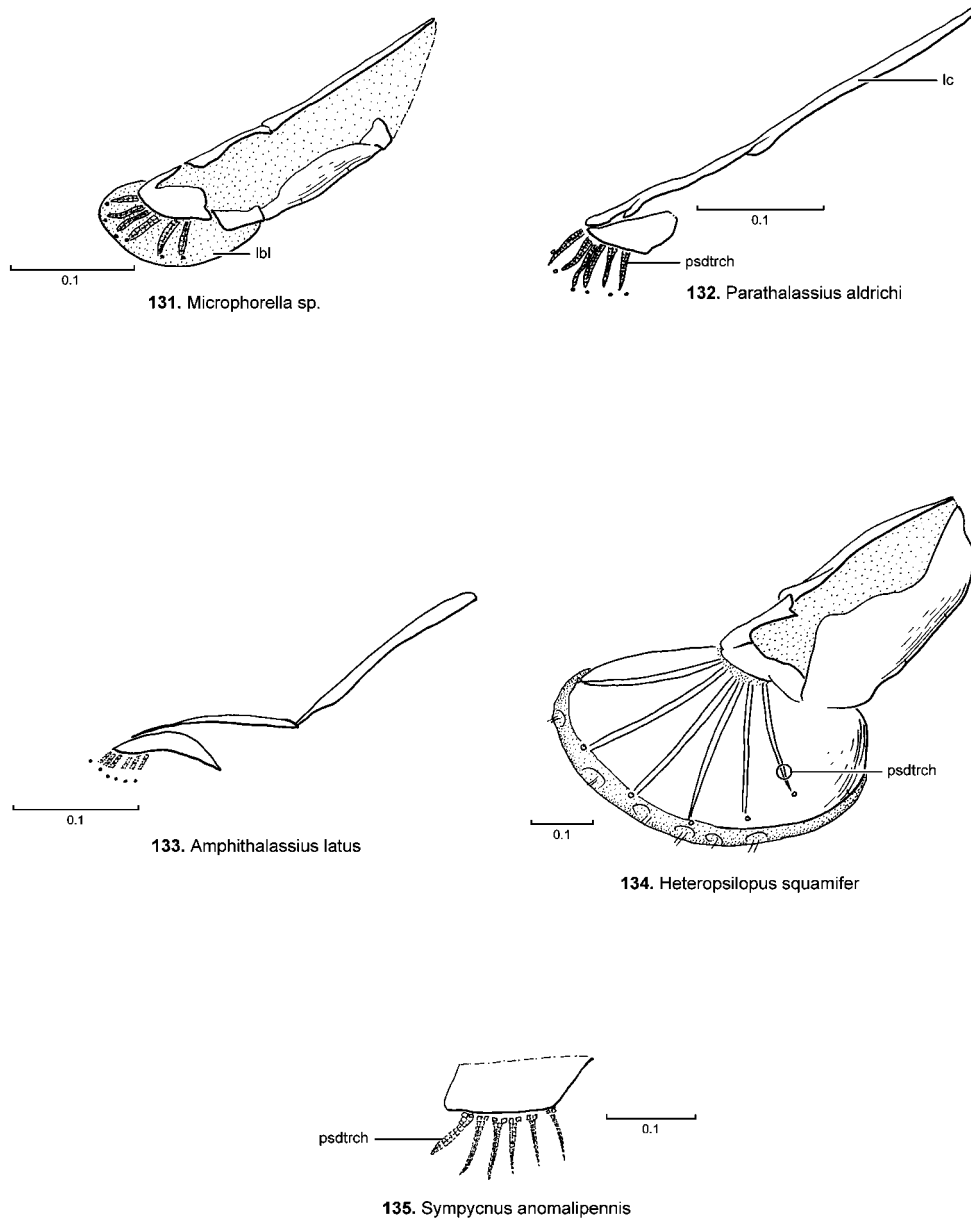 lc
0.1
lbl
0.1
psdtrch
131. Microphorella sp.
132. Parathalassius aldrichi
0.1
133. Amphithalassius latus
psdtrch
0.1
134. Heteropsilopus squamifer
psdtrch
0.1
135. Sympycnus anomalipennis